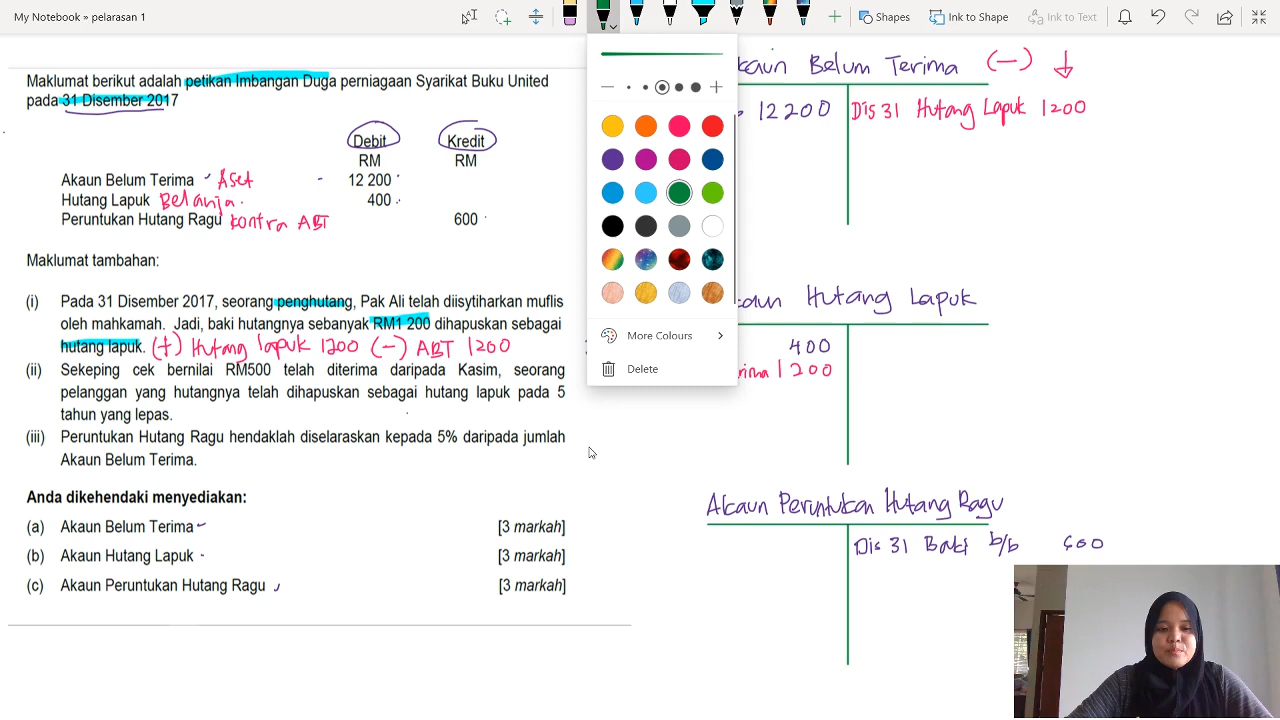 My notebook > pelarasan 1
Shapes
Ink to Shape
Ink to Text
Maklumat berikut adalah petikan Imbangan Duga perniagaan Syarikat Buku United
pada 31 Disember 2017
Debit Kredit
RM RM
Akaun Belum Terima Aset 12 200
Hutang Lapuk Belanja 400
Peruntukan Hutang Ragu kontra ABT 600
Maklumat tambahan:
(i) Pada 31 Disember 2017, seorang penghutang, Pak Ali telah diisytiharkan muflis
oleh mahkamah. Jadi, baki hutangnya sebanyak RM1 200 dihapuskan sebagai
hutang lapuk. (+) Hutang lapuk 1200 (-) ABT 1200
(ii) Sekeping cek bernilai RM500 telah diterima daripada Kasim, seorang
pelanggan yang hutangnya telah dihapuskan sebagai hutang lapuk pada 5
tahun yang lepas.
(iii) Peruntukan Hutang Ragu hendaklah diselaraskan kepada 5% daripada jumlah
Akaun Belum Terima.
Anda dikehendaki menyediakan:
(a) Akaun Belum Terima [3 markah]
(b) Akaun Hutang Lapuk [3 markah]
(c) Akaun Peruntukan Hutang Ragu [3 markah]
More Colours
Delete
Belum Terima (-) ↓
12 200 Dis 31 Hutang Lapuk 1200
Hutang Lapuk
400
1 200
Akaun Peruntukan Hutang Ragu
Dis 31 Baki b/b 600